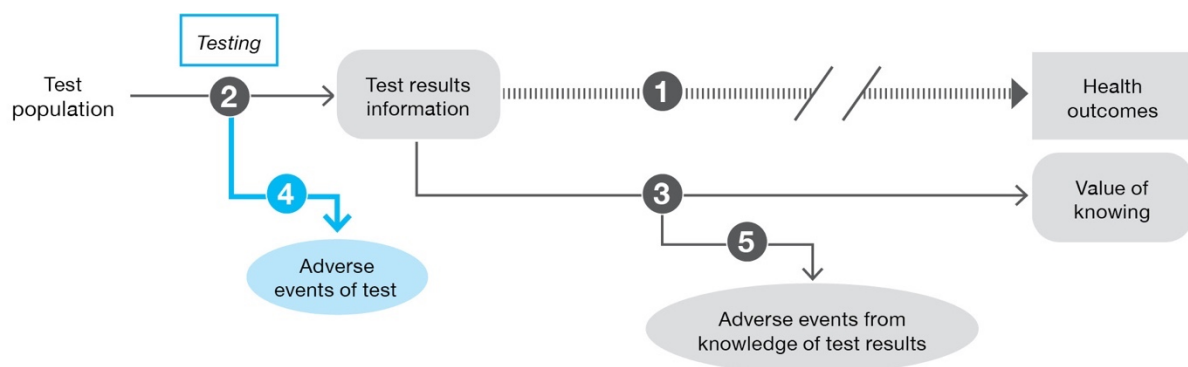 Testing
Test
population
2
Test results
information
1
Health
outcomes
4
3
Value of
knowing
5
Adverse
events of test
Adverse events from
knowledge of test results